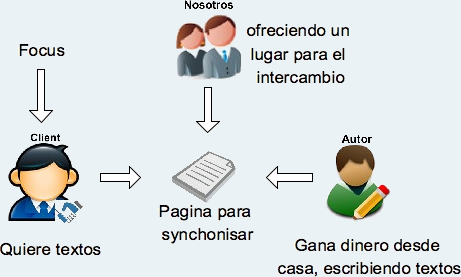 Nosotros
ofreciendo un
lugar para el
intercambio
Focus
Client
Autor
Pagina para
synchonisar
Quiere textos
Gana dinero desde
casa, escribiendo textos